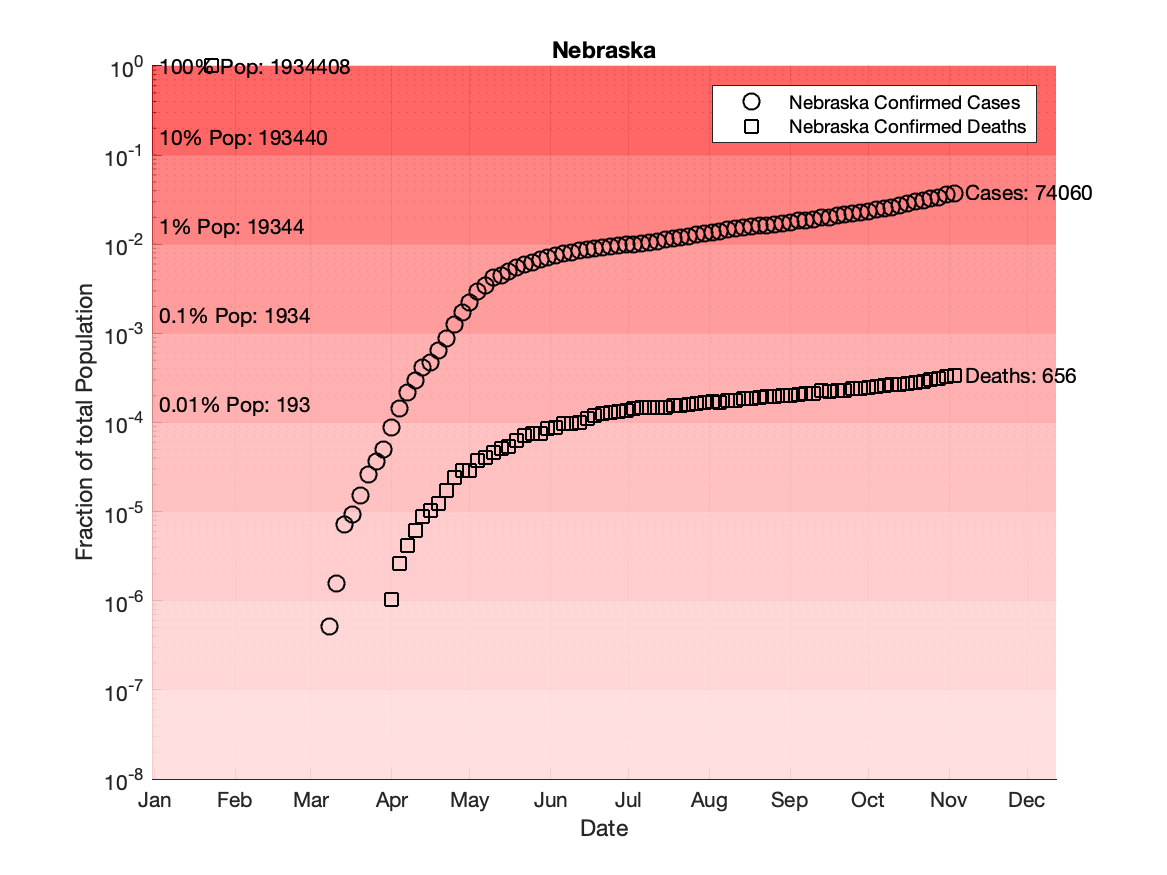 Nebraska
10^0
100% Pop: 1934408
Nebraska Confirmed Cases
Nebraska Confirmed Deaths
10% Pop: 193440
10^-1
Cases: 74060
1% Pop: 19344
10^-2
0.1% Pop: 1934
10^-3
Deaths: 656
0.01% Pop: 193
10^-4
10^-5
10^-6
10^-7
10^-8
Fraction of total Population
Jan Feb Mar Apr May Jun Jul Aug Sep Oct Nov Dec
Date